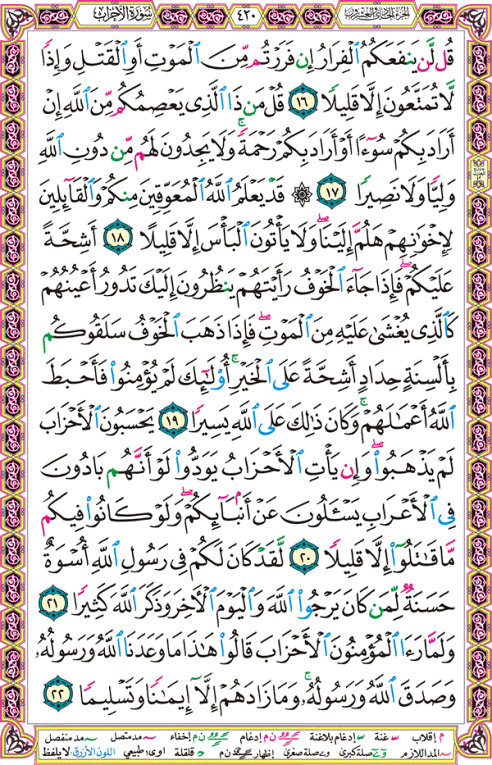 الجزء الحادي والعشرون ٤٢٠ سورة الأحزاب
قُل لَّن يَنفَعَكُمُ ٱلْفِرَارُ إِن فَرَرْتُم مِّنَ ٱلْمَوْتِ أَوِ ٱلْقَتْلِ وَإِذًا
لَّا تُمَتَّعُونَ إِلَّا قَلِيلًا ١٦ قُلْ مَن ذَا ٱلَّذِى يَعْصِمُكُم مِّنَ ٱللَّهِ إِنْ
أَرَادَ بِكُمْ سُوٓءًا أَوْ أَرَادَ بِكُمْ رَحْمَةً ۚ وَلَا يَجِدُونَ لَهُم مِّن دُونِ ٱللَّهِ
وَلِيًّا وَلَا نَصِيرًا ١٧ ۞ قَدْ يَعْلَمُ ٱللَّهُ ٱلْمُعَوِّقِينَ مِنكُمْ وَٱلْقَآئِلِينَ
لِإِخْوَٰنِهِمْ هَلُمَّ إِلَيْنَا ۖ وَلَا يَأْتُونَ ٱلْبَأْسَ إِلَّا قَلِيلًا ١٨ أَشِحَّةً
عَلَيْكُمْ ۖ فَإِذَا جَآءَ ٱلْخَوْفُ رَأَيْتَهُمْ يَنظُرُونَ إِلَيْكَ تَدُورُ أَعْيُنُهُمْ
كَٱلَّذِى يُغْشَىٰ عَلَيْهِ مِنَ ٱلْمَوْتِ ۖ فَإِذَا ذَهَبَ ٱلْخَوْفُ سَلَقُوكُم
بِأَلْسِنَةٍ حِدَادٍ أَشِحَّةً عَلَى ٱلْخَيْرِ ۚ أُو۟لَٰٓئِكَ لَمْ يُؤْمِنُوا۟ فَأَحْبَطَ
ٱللَّهُ أَعْمَٰلَهُمْ ۚ وَكَانَ ذَٰلِكَ عَلَى ٱللَّهِ يَسِيرًا ١٩ يَحْسَبُونَ ٱلْأَحْزَابَ
لَمْ يَذْهَبُوا۟ ۖ وَإِن يَأْتِ ٱلْأَحْزَابُ يَوَدُّوا۟ لَوْ أَنَّهُم بَادُونَ
فِى ٱلْأَعْرَابِ يَسْـَٔلُونَ عَنْ أَنۢبَآئِكُمْ ۖ وَلَوْ كَانُوا۟ فِيكُم
مَّا قَٰتَلُوٓا۟ إِلَّا قَلِيلًا ٢٠ لَّقَدْ كَانَ لَكُمْ فِى رَسُولِ ٱللَّهِ أُسْوَةٌ
حَسَنَةٌ لِّمَن كَانَ يَرْجُوا۟ ٱللَّهَ وَٱلْيَوْمَ ٱلْءَاخِرَ وَذَكَرَ ٱللَّهَ كَثِيرًا ٢١
وَلَمَّا رَءَا ٱلْمُؤْمِنُونَ ٱلْأَحْزَابَ قَالُوا۟ هَٰذَا مَا وَعَدَنَا ٱللَّهُ وَرَسُولُهُۥ
وَصَدَقَ ٱللَّهُ وَرَسُولُهُۥ ۚ وَمَا زَادَهُمْ إِلَّآ إِيمَٰنًا وَتَسْلِيمًا ٢٢
م إقلاب س غنة س إدغام بلاغنة ن م إدغام ن م إخفاء مد متصل مد منفصل
المد اللازم صلة كبرى صلة صغرى إظهار ن م قلقلة اوى: طبيعي اللون الأزرق: لا يلفظ